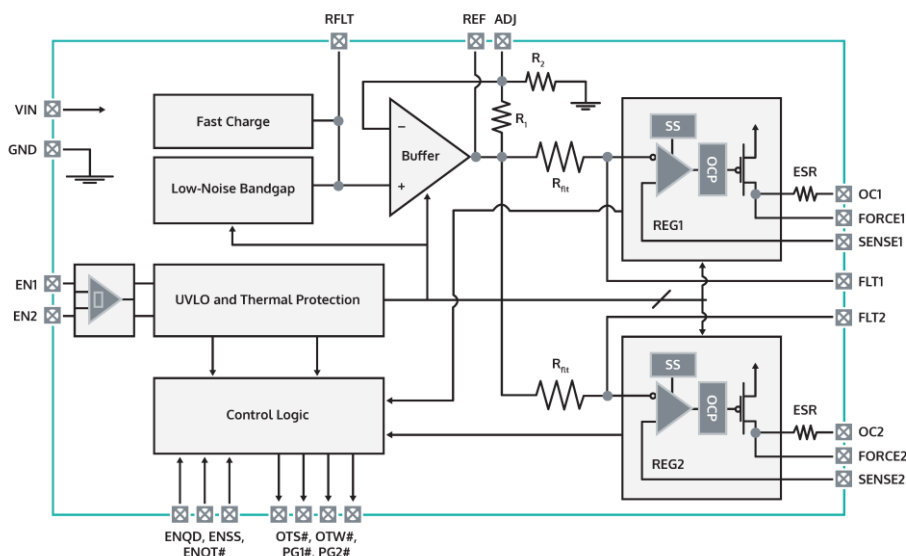 RFLT
REF
ADJ
R2
VIN
Fast Charge
R1
SS
GND
Buffer
OCP
ESR
OC1
Low-Noise Bandgap
Rflt
FORCE1
REG1
SENSE1
EN1
UVLO and Thermal Protection
FLT1
EN2
FLT2
SS
Rflt
OCP
ESR
Control Logic
OC2
FORCE2
REG2
SENSE2
ENQD, ENSS,
ENOT#
OTS#, OTW#,
PG1#, PG2#